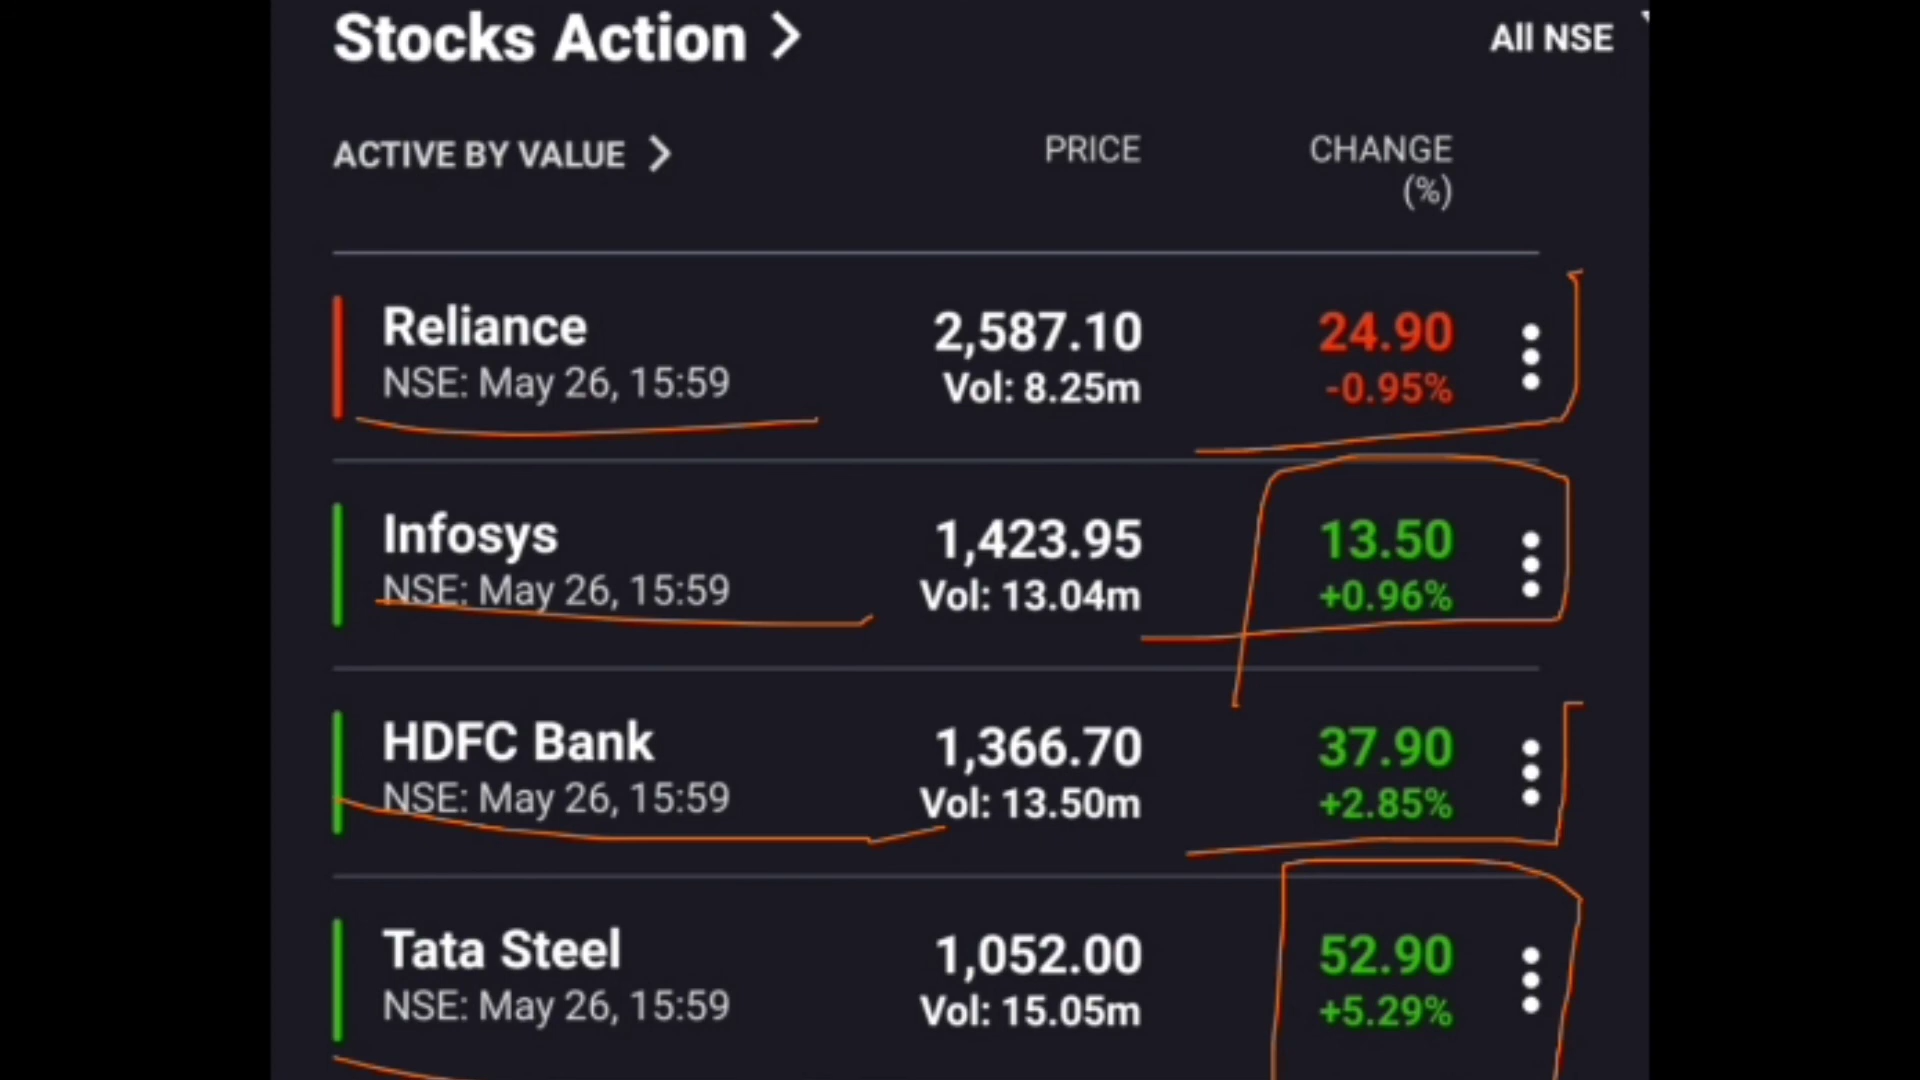 Stocks Action
All NSE
ACTIVE BY VALUE
PRICE
CHANGE
(%)
Reliance
2,587.10
24.90
NSE: May 26, 15:59
Vol: 8.25m
-0.95%
Infosys
1,423.95
13.50
NSE: May 26, 15:59
Vol: 13.04m
+0.96%
HDFC Bank
1,366.70
37.90
NSE: May 26, 15:59
Vol: 13.50m
+2.85%
Tata Steel
1,052.00
52.90
NSE: May 26, 15:59
Vol: 15.05m
+5.29%